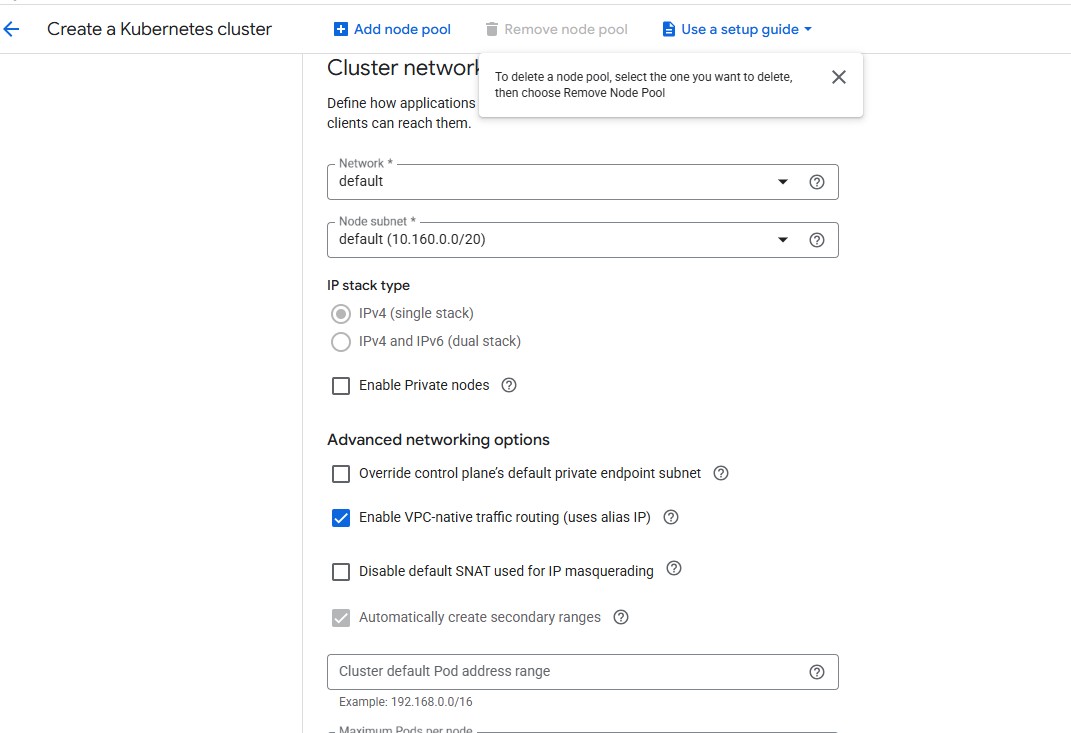 Create a Kubernetes cluster
Add node pool
Remove node pool
Use a setup guide
To delete a node pool, select the one you want to delete,
then choose Remove Node Pool
Cluster network
Define how applications
clients can reach them.
Network *
default
Node subnet *
default (10.160.0.0/20)
IP stack type
IPv4 (single stack)
IPv4 and IPv6 (dual stack)
Enable Private nodes
Advanced networking options
Override control plane's default private endpoint subnet
Enable VPC-native traffic routing (uses alias IP)
Disable default SNAT used for IP masquerading
Automatically create secondary ranges
Cluster default Pod address range
Example: 192.168.0.0/16
Maximum Pods per node